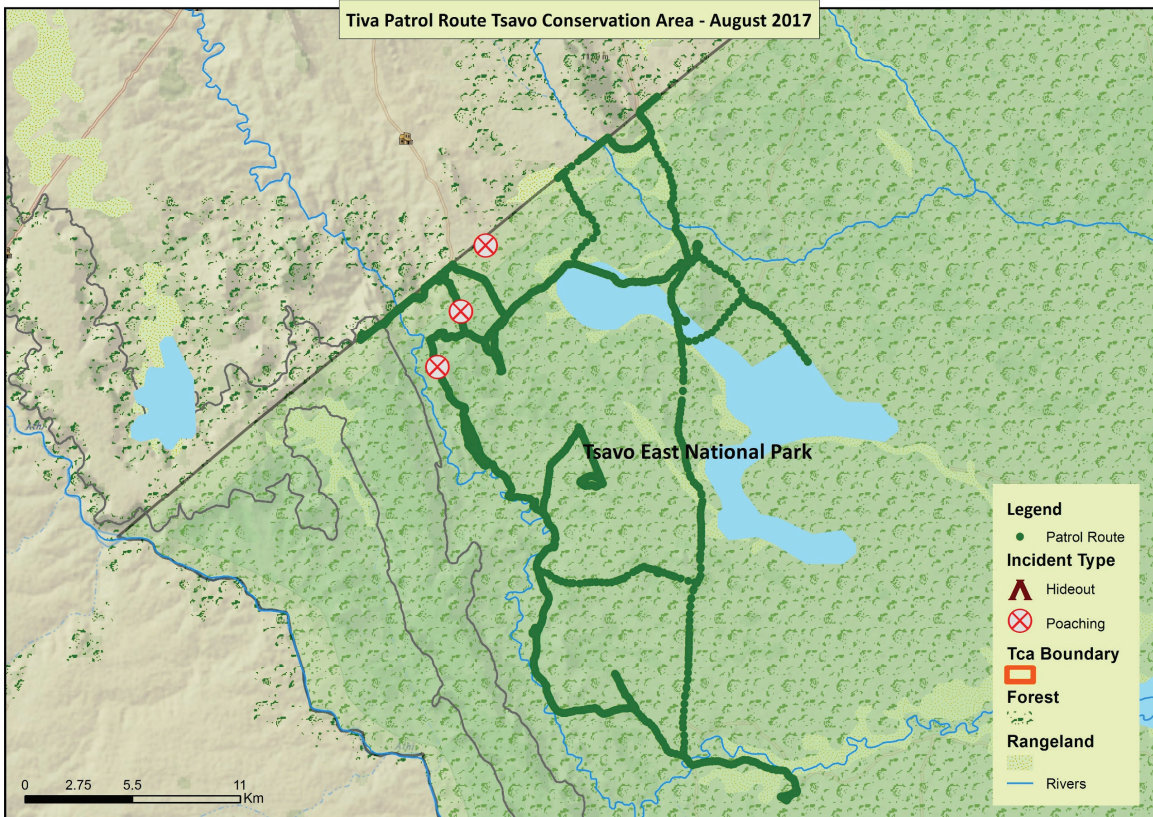 Tiva Patrol Route Tsavo Conservation Area - August 2017
Tsavo East National Park
Legend
Patrol Route
Incident Type
Hideout
Poaching
Tca Boundary
Forest
Rangeland
Rivers
0 2.75 5.5 11
Km